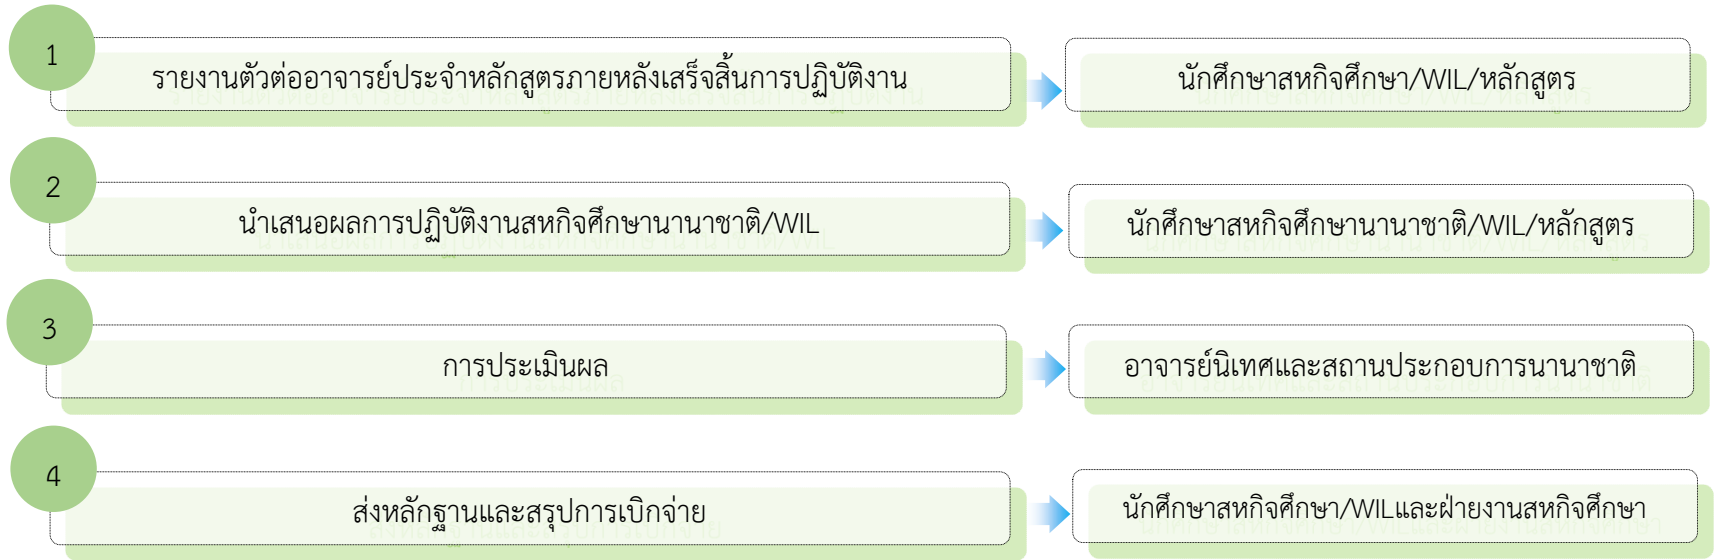 1
รายงานตัวต่ออาจารย์ประจำหลักสูตรภายหลังเสร็จสิ้นการปฏิบัติงาน
นักศึกษาสหกิจศึกษา/WIL/หลักสูตร
2
นำเสนอผลการปฏิบัติงานสหกิจศึกษานานาชาติ/WIL
นักศึกษาสหกิจศึกษานานาชาติ/WIL/หลักสูตร
3
การประเมินผล
อาจารย์นิเทศและสถานประกอบการนานาชาติ
4
ส่งหลักฐานและสรุปการเบิกจ่าย
นักศึกษาสหกิจศึกษา/WILและฝ่ายงานสหกิจศึกษา